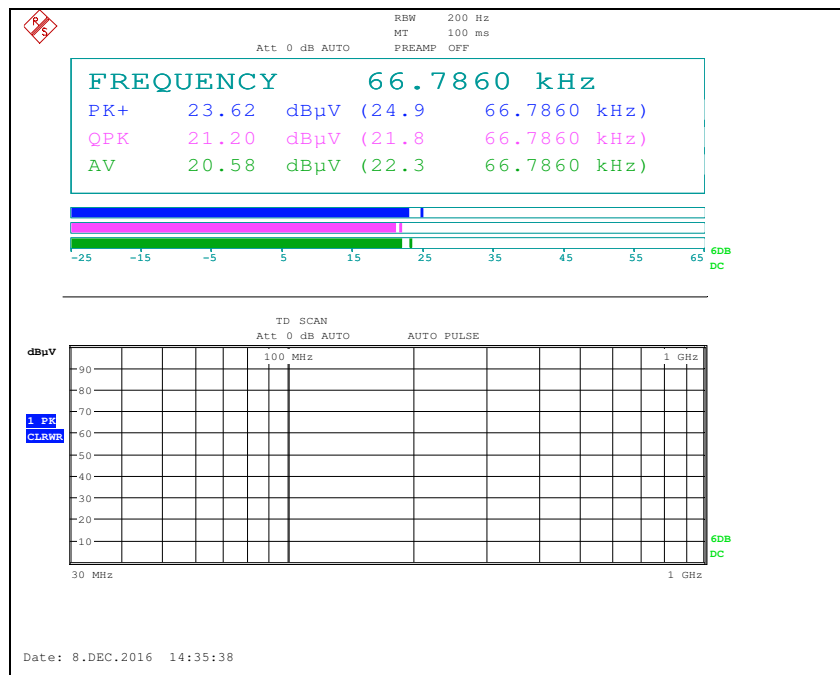 R S
RBW 200 Hz
MT 100 ms
Att 0 dB AUTO PREAMP OFF
FREQUENCY 66.7860 kHz
PK+ 23.62 dBµV (24.9 66.7860 kHz)
QPK 21.20 dBµV (21.8 66.7860 kHz)
AV 20.58 dBµV (22.3 66.7860 kHz)
-25 -15 -5 5 15 25 35 45 55 65
6DB
DC
TD SCAN
Att 0 dB AUTO AUTO PULSE
dBµV
100 MHz 1 GHz
90
80
70
1 PK
60
CLRWR
50
40
30
20
10
6DB
DC
30 MHz 1 GHz
Date: 8.DEC.2016 14:35:38